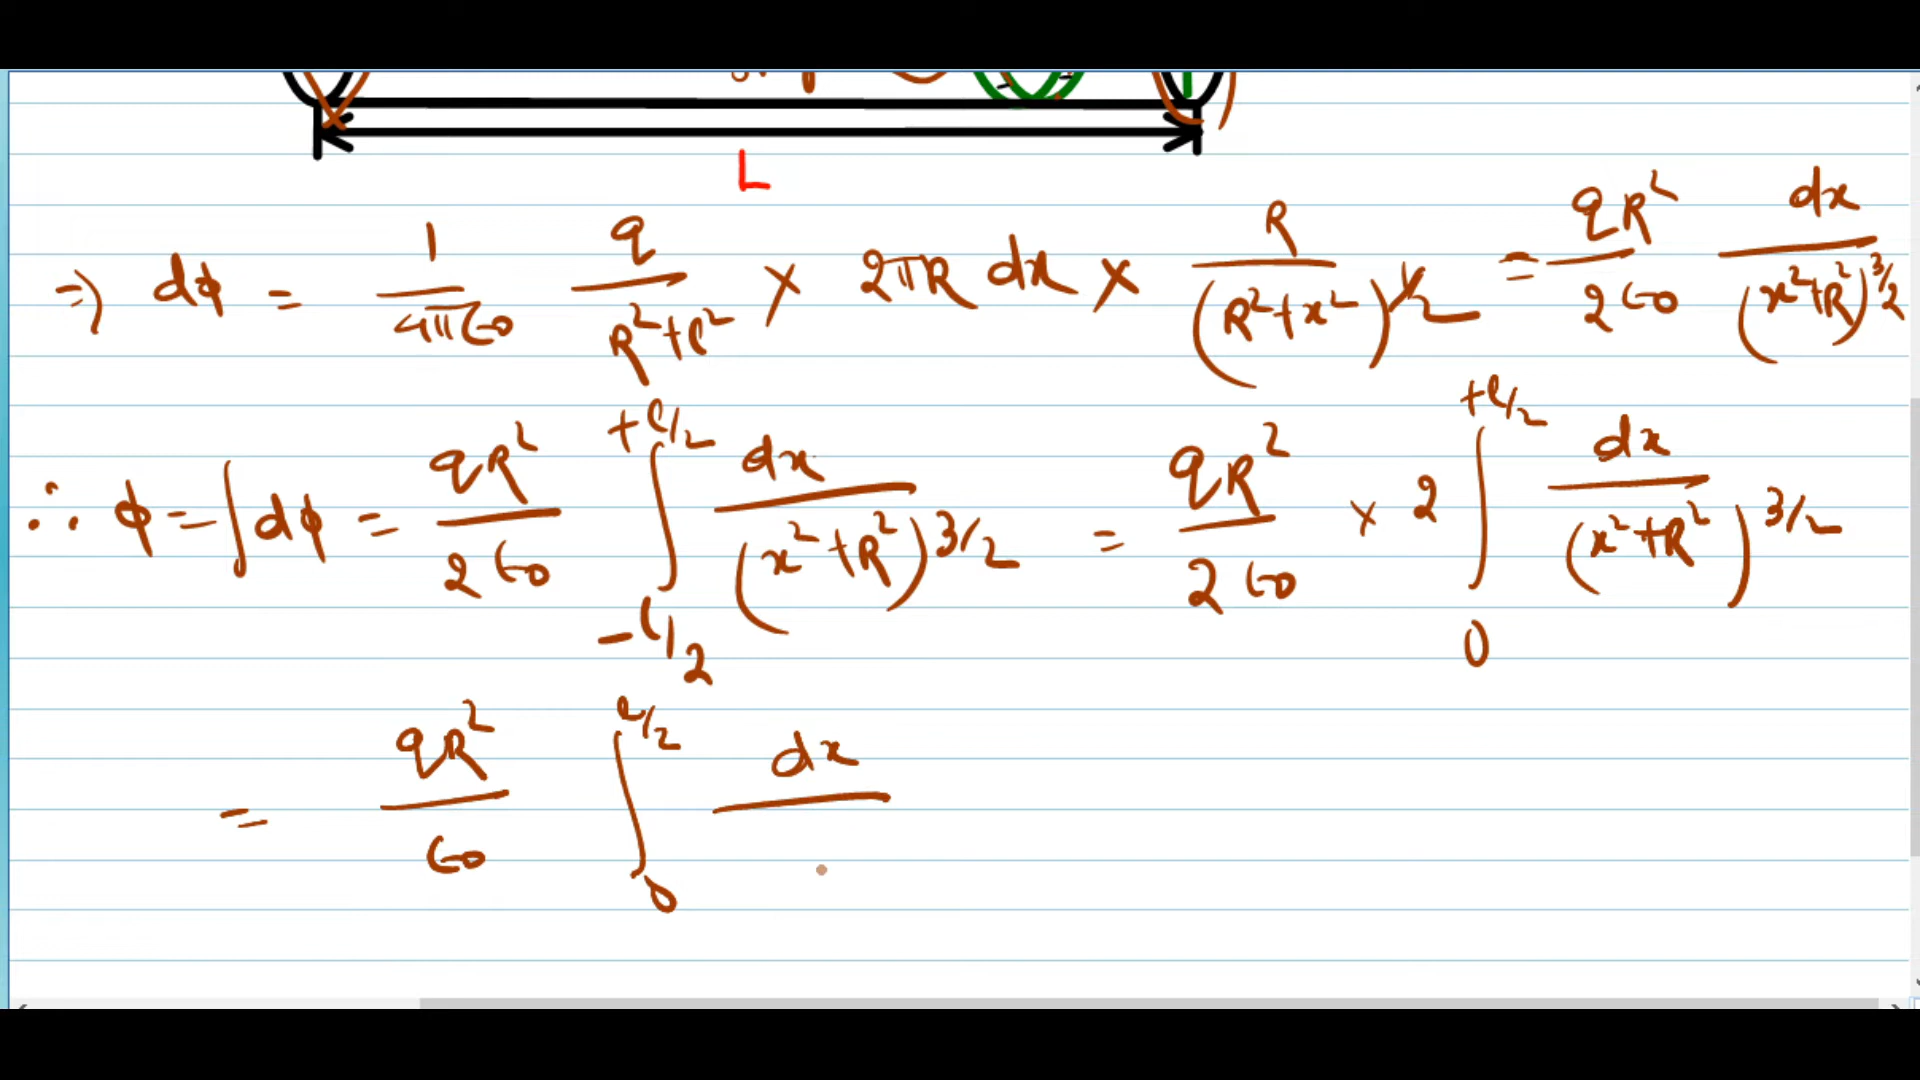 L
⇒ dϕ = 1/(4πϵ0) q/(R²+l²) × 2πR dx × R/(R²+x²)^1/2 = qR²/(2ϵ0) dx/(x²+R²)^3/2
∴ ϕ = ∫dϕ = qR²/(2ϵ0) ∫_{-l/2}^{+l/2} dx/(x²+R²)^3/2 = qR²/(2ϵ0) × 2 ∫_0^{+l/2} dx/(x²+R²)^3/2
= qR²/ϵ0 ∫_0^{l/2} dx/